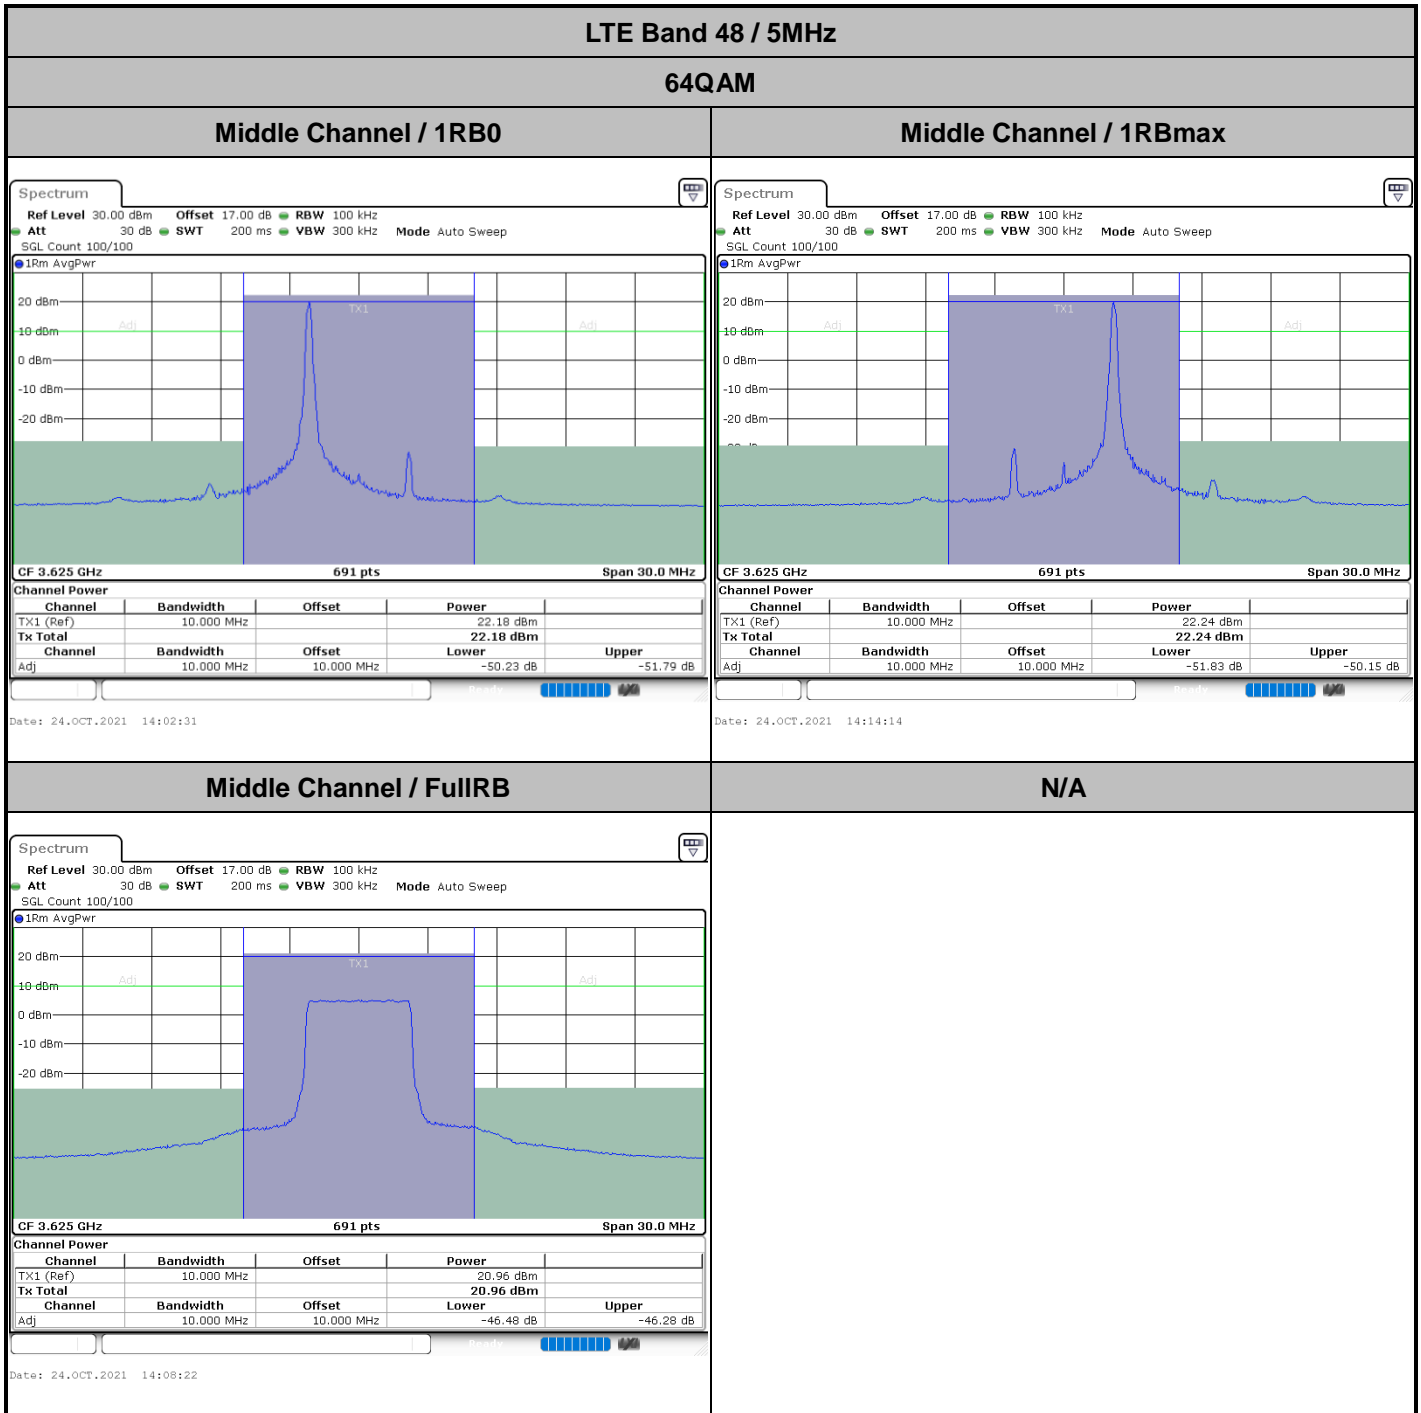 LTE Band 48 / 5MHz
64QAM
Middle Channel / 1RB0
Middle Channel / 1RBmax
Spectrum
Ref Level 30.00 dBm Offset 17.00 dB RBW 100 kHz
Att 30 dB SWT 200 ms VBW 300 kHz Mode Auto Sweep
SGL Count 100/100
1Rm AvgPwr
20 dBm
10 dBm
0 dBm
-10 dBm
-20 dBm
Adj
TX1
Adj
CF 3.625 GHz 691 pts Span 30.0 MHz
Channel Power
Channel Bandwidth Offset Power
TX1 (Ref) 10.000 MHz 22.18 dBm
Tx Total 22.18 dBm
Channel Bandwidth Offset Lower Upper
Adj 10.000 MHz 10.000 MHz -50.23 dB -51.79 dB
Ready
Date: 24.OCT.2021 14:02:31
Spectrum
Ref Level 30.00 dBm Offset 17.00 dB RBW 100 kHz
Att 30 dB SWT 200 ms VBW 300 kHz Mode Auto Sweep
SGL Count 100/100
1Rm AvgPwr
20 dBm
10 dBm
0 dBm
-10 dBm
-20 dBm
Adj
TX1
Adj
CF 3.625 GHz 691 pts Span 30.0 MHz
Channel Power
Channel Bandwidth Offset Power
TX1 (Ref) 10.000 MHz 22.24 dBm
Tx Total 22.24 dBm
Channel Bandwidth Offset Lower Upper
Adj 10.000 MHz 10.000 MHz -51.83 dB -50.15 dB
Ready
Date: 24.OCT.2021 14:14:14
Middle Channel / FullRB
N/A
Spectrum
Ref Level 30.00 dBm Offset 17.00 dB RBW 100 kHz
Att 30 dB SWT 200 ms VBW 300 kHz Mode Auto Sweep
SGL Count 100/100
1Rm AvgPwr
20 dBm
10 dBm
0 dBm
-10 dBm
-20 dBm
Adj
TX1
Adj
CF 3.625 GHz 691 pts Span 30.0 MHz
Channel Power
Channel Bandwidth Offset Power
TX1 (Ref) 10.000 MHz 20.96 dBm
Tx Total 20.96 dBm
Channel Bandwidth Offset Lower Upper
Adj 10.000 MHz 10.000 MHz -46.48 dB -46.28 dB
Ready
Date: 24.OCT.2021 14:08:22